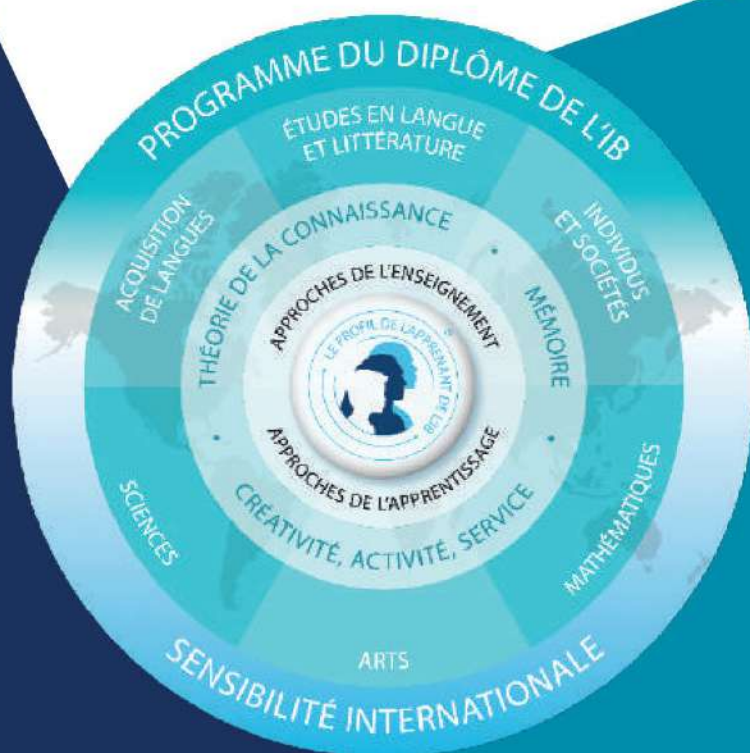 PROGRAMME DU DIPLÔME DE L'IB
ÉTUDES EN LANGUE
ET LITTÉRATURE
ACQUISITION
DE LANGUES
INDIVIDUS
ET SOCIÉTÉS
THÉORIE DE LA CONNAISSANCE
MÉMOIRE
APPROCHES DE L'ENSEIGNEMENT
LE PROFIL DE L'APPRENANT DE L'IB
®
APPROCHES DE L'APPRENTISSAGE
CRÉATIVITÉ, ACTIVITÉ, SERVICE
SCIENCES
MATHÉMATIQUES
ARTS
SENSIBILITÉ INTERNATIONALE